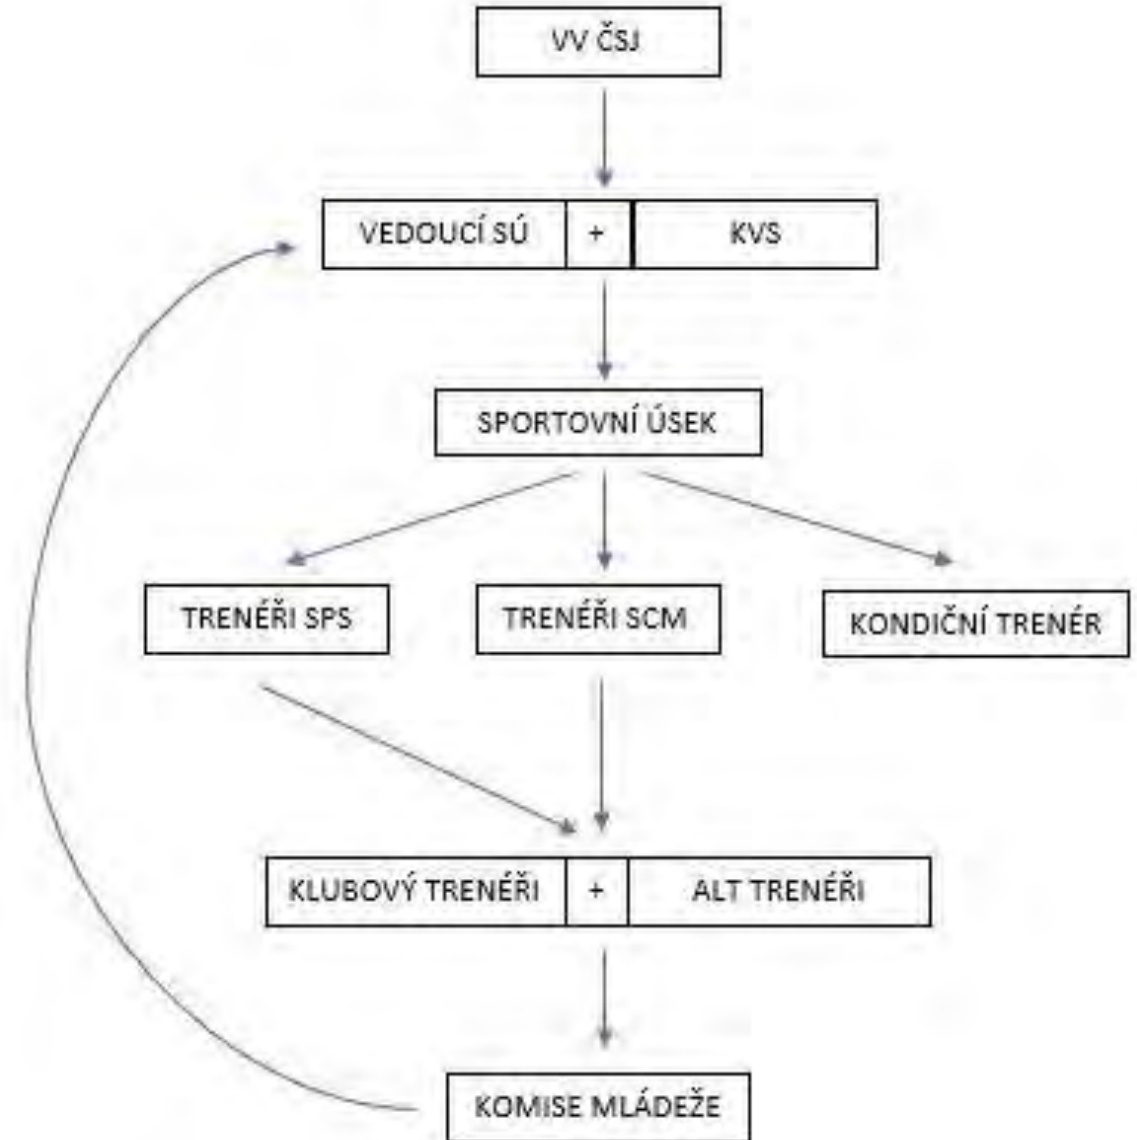 VV ČSJ
VEDOUCÍ SÚ + KVS
SPORTOVNÍ ÚSEK
TRENÉŘI SPS
TRENÉŘI SCM
KONDIČNÍ TRENÉR
KLUBOVÝ TRENÉŘI + ALT TRENÉŘI
KOMISE MLÁDEŽE